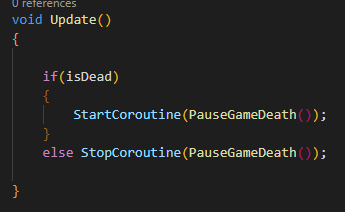 0 references
void Update()
{
if(isDead)
{
StartCoroutine(PauseGameDeath());
}
else StopCoroutine(PauseGameDeath());
}